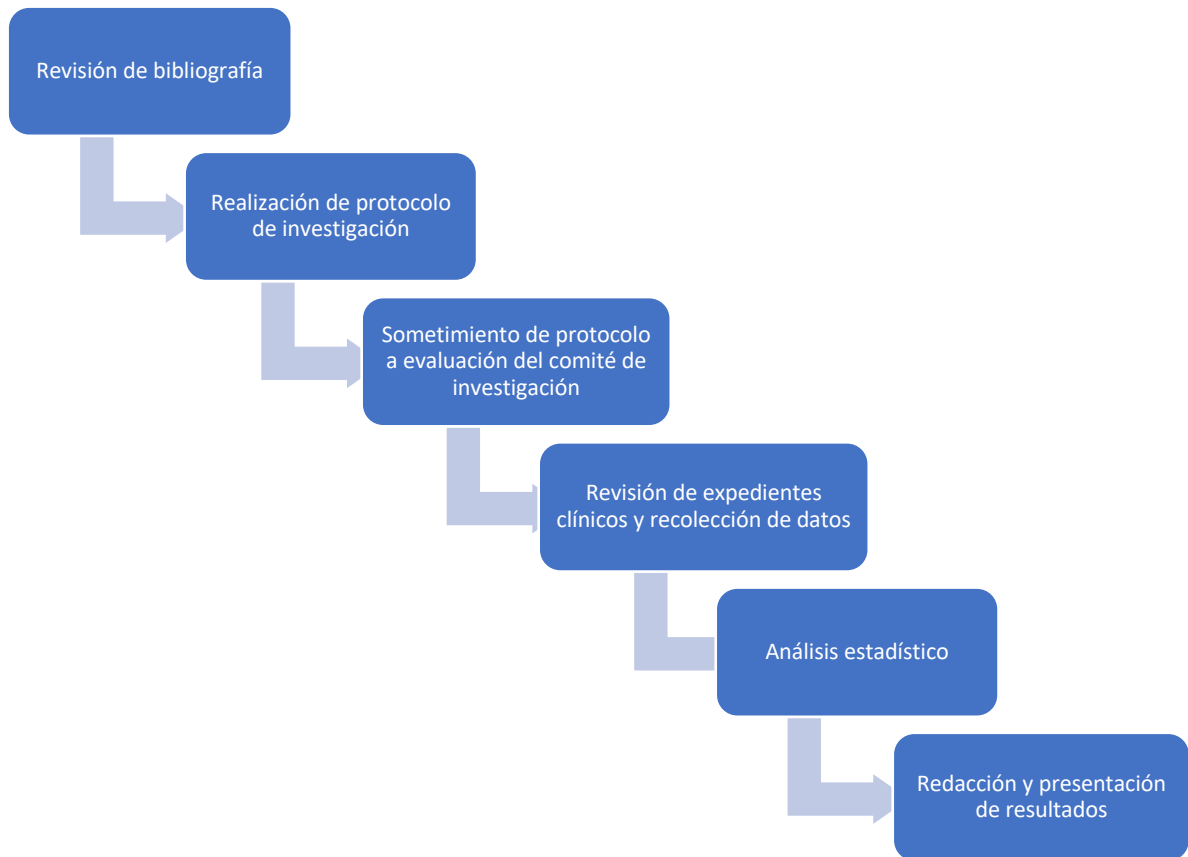 Revisión de bibliografía
Realización de protocolo
de investigación
Sometimiento de protocolo
a evaluación del comité de
investigación
Revisión de expedientes
clínicos y recolección de datos
Análisis estadístico
Redacción y presentación
de resultados